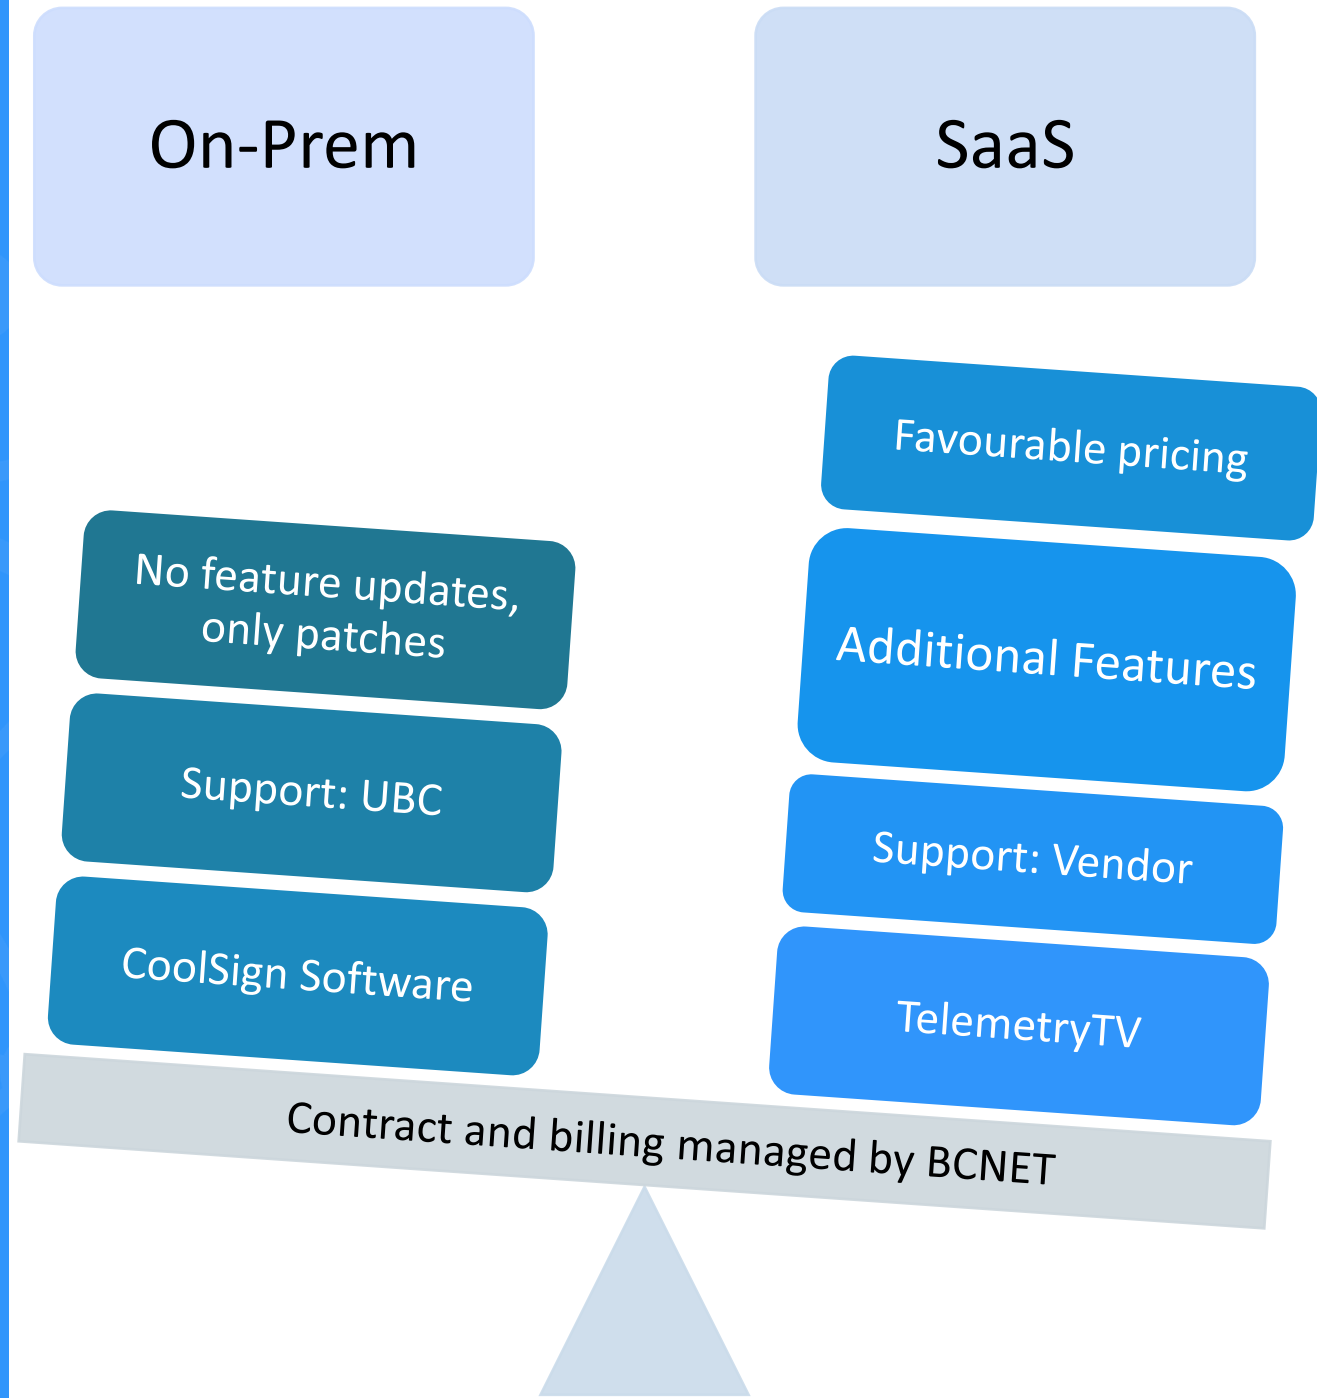 On-Prem
SaaS
No feature updates,
only patches
Support: UBC
CoolSign Software
Favourable pricing
Additional Features
Support: Vendor
TelemetryTV
Contract and billing managed by BCNET